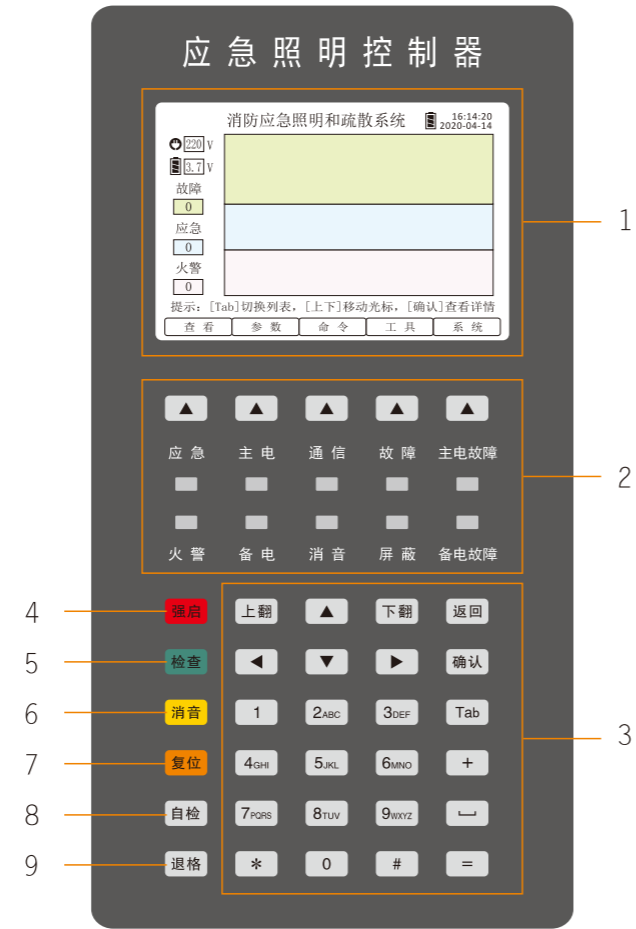 应急照明控制器
消防应急照明和疏散系统
16:14:20
2020-04-14
220 V
3.7 V
故障
0
应急
0
火警
0
提示：[Tab]切换列表，[上下]移动光标，[确认]查看详情
查看 参数 命令 工具 系统
1
▲ ▲ ▲ ▲ ▲
应急 主电 通信 故障 主电故障
火警 备电 消音 屏蔽 备电故障
2
4 强启 上翻 ▲ 下翻 返回
5 检查 ◀ ▼ ▶ 确认
6 消音 1 2ABC 3DEF Tab
3
7 复位 4GHI 5JKL 6MNO +
8 自检 7PQRS 8TUV 9WXYZ ⌴
9 退格 * 0 # =